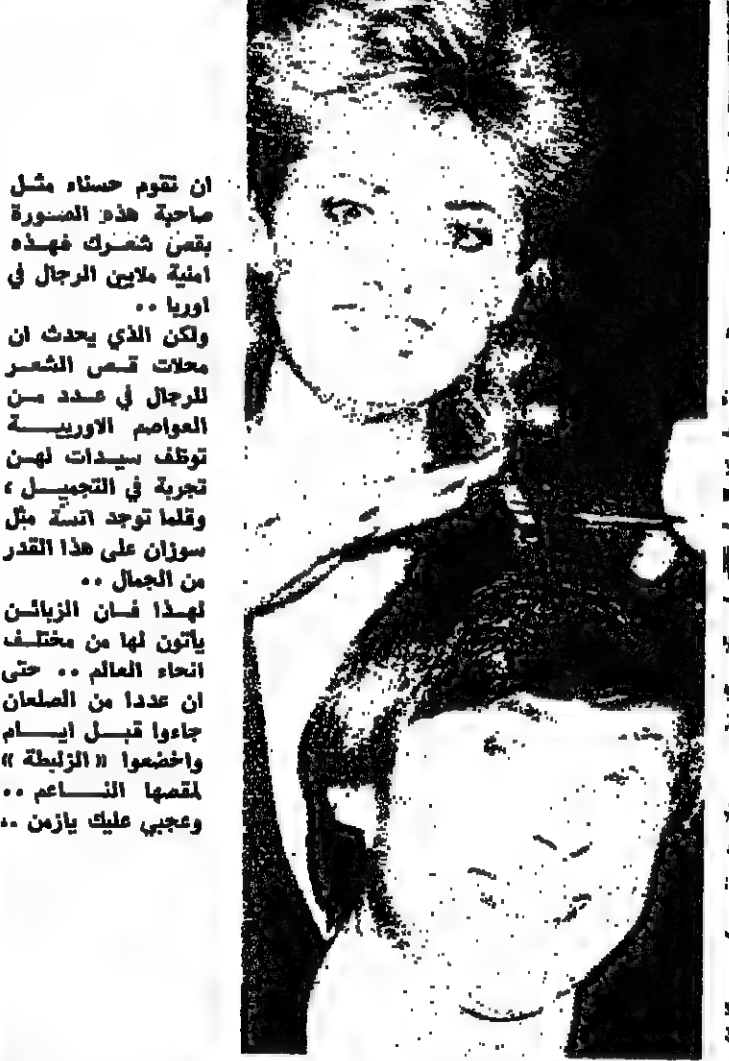 ان تقوم حسناء مثل
صاحبة هذه الصورة
بقص شعرك فهذه
امنية ملايين الرجال في
اوربا ..
ولكن الذي يحدث ان
محلات قص الشعر
للرجال في عدد من
العواصم الاوربية
توظف سيدات لهن
تجربة في التجميل ،
وقلما توجد انسة مثل
سوزان على هذا القدر
من الجمال ..
لهذا فان الزبائن
ياتون لها من مختلف
انحاء العالم .. حتى
ان عددا من الصلعان
جاءوا قبل ايام
واخضعوا « الزلبطة »
لمقصها الناعم ..
وعجبي عليك يازمن ..